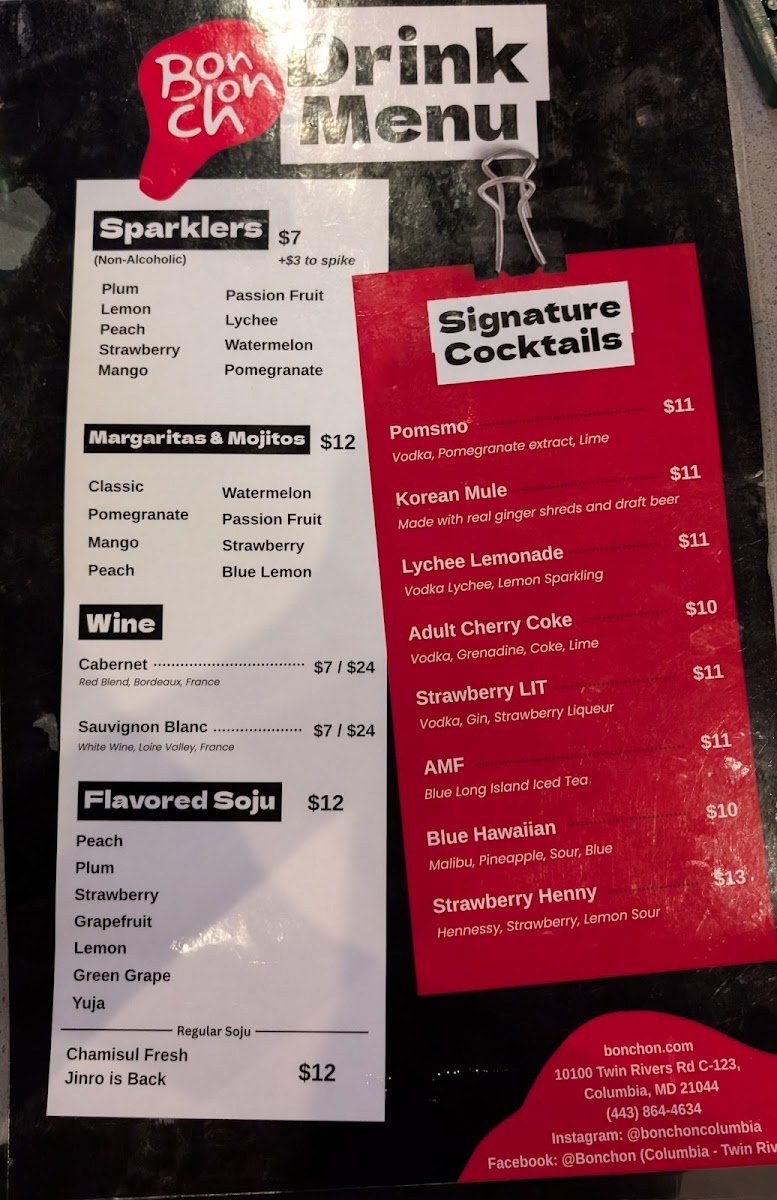 Bon
chon
Drink
Menu
Sparklers $7
(Non-Alcoholic) +$3 to spike
Plum
Lemon
Peach
Strawberry
Mango
Passion Fruit
Lychee
Watermelon
Pomegranate
Margaritas & Mojitos $12
Classic
Pomegranate
Mango
Peach
Watermelon
Passion Fruit
Strawberry
Blue Lemon
Wine
Cabernet $7 / $24
Red Blend, Bordeaux, France
Sauvignon Blanc $7 / $24
White Wine, Loire Valley, France
Flavored Soju $12
Peach
Plum
Strawberry
Grapefruit
Lemon
Green Grape
Yuja
Regular Soju
Chamisul Fresh
Jinro is Back
$12
Signature
Cocktails
Pomsmo $11
Vodka, Pomegranate extract, Lime
Korean Mule $11
Made with real ginger shreds and draft beer
Lychee Lemonade $11
Vodka Lychee, Lemon Sparkling
Adult Cherry Coke $10
Vodka, Grenadine, Coke, Lime
Strawberry LIT $11
Vodka, Gin, Strawberry Liqueur
AMF $11
Blue Long Island Iced Tea
Blue Hawaiian $10
Malibu, Pineapple, Sour, Blue
Strawberry Henny $13
Hennessy, Strawberry, Lemon Sour
bonchon.com
10100 Twin Rivers Rd C-123,
Columbia, MD 21044
(443) 864-4634
Instagram: @bonchoncolumbia
Facebook: @Bonchon (Columbia - Twin Riv